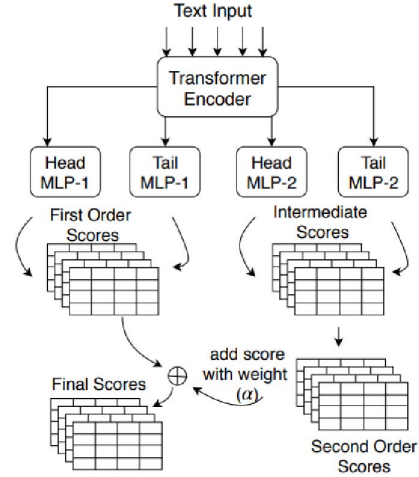 Text Input
Transformer
Encoder
Head
MLP-1
Tail
MLP-1
Head
MLP-2
Tail
MLP-2
First Order
Scores
Intermediate
Scores
add score
with weight
(α)
Final Scores
Second Order
Scores